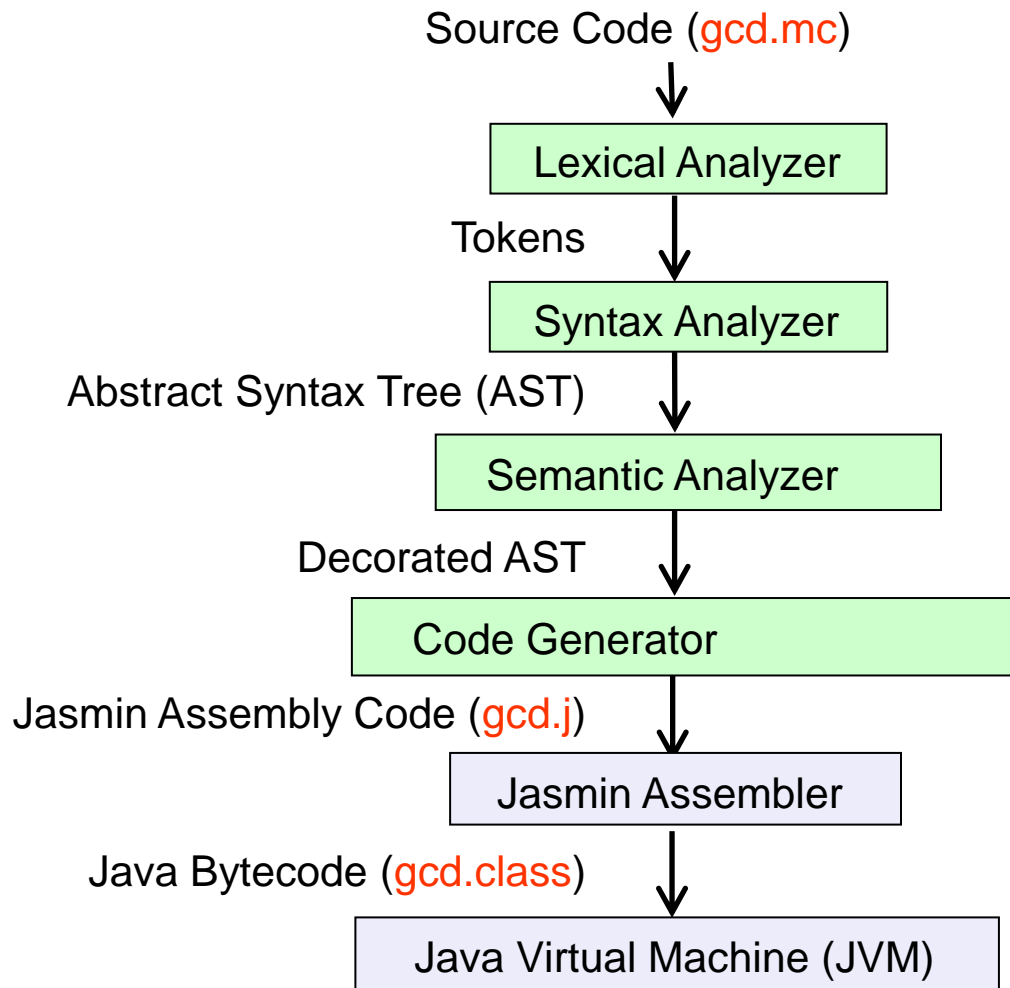 Source Code (gcd.mc)
Lexical Analyzer
Tokens
Syntax Analyzer
Abstract Syntax Tree (AST)
Semantic Analyzer
Decorated AST
Code Generator
Jasmin Assembly Code (gcd.j)
Jasmin Assembler
Java Bytecode (gcd.class)
Java Virtual Machine (JVM)